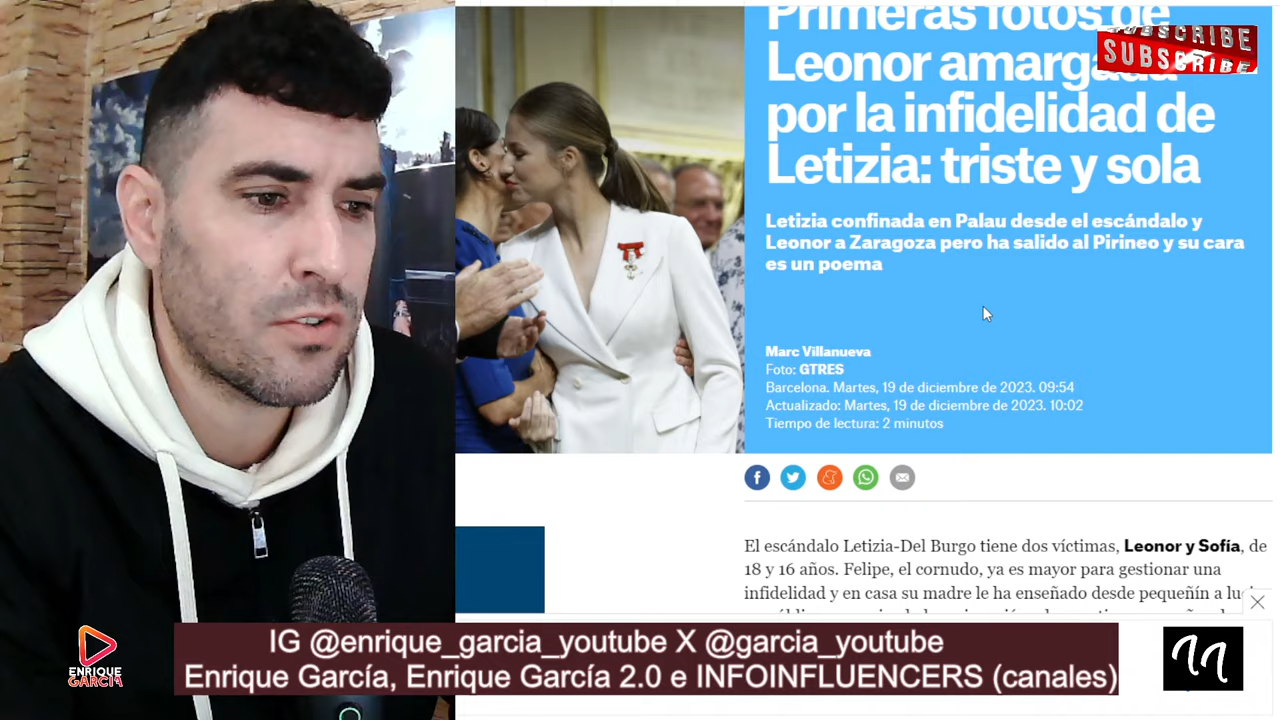 Primeras fotos de
Leonor amargada
por la infidelidad de
Letizia: triste y sola
SUBSCRIBE
SUBSCRIBE
Letizia confinada en Palau desde el escándalo y
Leonor a Zaragoza pero ha salido al Pirineo y su cara
es un poema
Marc Villanueva
Foto: GTRES
Barcelona. Martes, 19 de diciembre de 2023. 09:54
Actualizado: Martes, 19 de diciembre de 2023. 10:02
Tiempo de lectura: 2 minutos
El escándalo Letizia-Del Burgo tiene dos víctimas, Leonor y Sofía, de
18 y 16 años. Felipe, el cornudo, ya es mayor para gestionar una
infidelidad y en casa su madre le ha enseñado desde pequeñín a
IG @enrique_garcia_youtube X @garcia_youtube
Enrique García, Enrique García 2.0 e INFOINFLUENCERS (canales)
ENRIQUE
GARCÍA